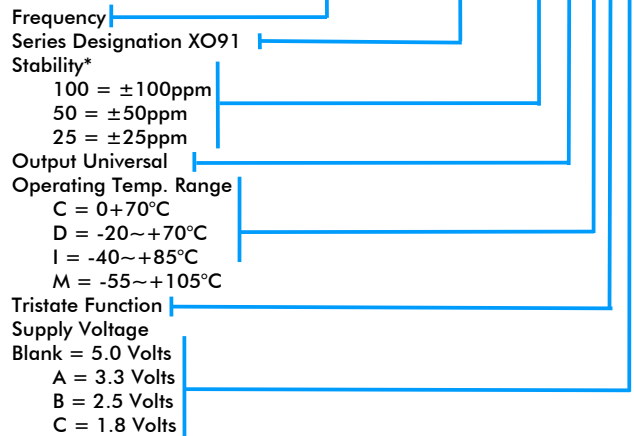 Frequency
Series Designation XO91
Stability*
100 = ±100ppm
50 = ±50ppm
25 = ±25ppm
Output Universal
Operating Temp. Range
C = 0+70°C
D = -20~+70°C
I = -40~+85°C
M = -55~+105°C
Tristate Function
Supply Voltage
Blank = 5.0 Volts
A = 3.3 Volts
B = 2.5 Volts
C = 1.8 Volts